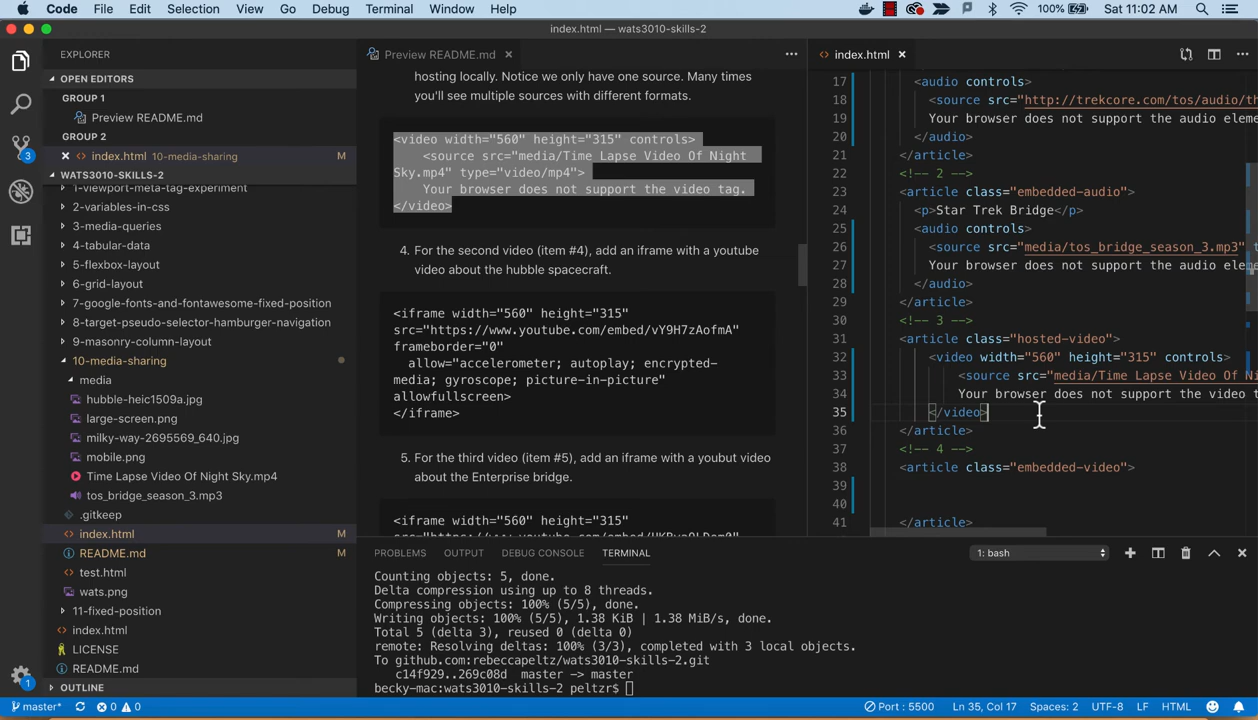 Code File Edit Selection View Go Debug Terminal Window Help 100% Sat 11:02 AM
index.html — wats3010-skills-2
EXPLORER
OPEN EDITORS
GROUP 1
Preview README.md
GROUP 2
index.html 10-media-sharing M
WATS3010-SKILLS-2
1-viewport-meta-tag-experiment
2-variables-in-css
3-media-queries
4-tabular-data
5-flexbox-layout
6-grid-layout
7-google-fonts-and-fontawesome-fixed-position
8-target-pseudo-selector-hamburger-navigation
9-masonry-column-layout
10-media-sharing
media
hubble-heic1509a.jpg
large-screen.png
milky-way-2695569_640.jpg
mobile.png
Time Lapse Video Of Night Sky.mp4
tos_bridge_season_3.mp3
.gitkeep
index.html M
README.md M
test.html
wats.png
11-fixed-position
index.html
LICENSE
README.md
OUTLINE
3
1
Preview README.md
hosting locally. Notice we only have one source. Many times
you'll see multiple sources with different formats.
<video width="560" height="315" controls>
<source src="media/Time Lapse Video Of Night
Sky.mp4" type="video/mp4">
Your browser does not support the video tag.
</video>
4. For the second video (item #4), add an iframe with a youtube
video about the hubble spacecraft.
<iframe width="560" height="315"
src="https://www.youtube.com/embed/vY9H7zAofmA"
frameborder="0"
allow="accelerometer; autoplay; encrypted-
media; gyroscope; picture-in-picture"
allowfullscreen>
</iframe>
5. For the third video (item #5), add an iframe with a youbut video
about the Enterprise bridge.
<iframe width="560" height="315"
index.html
17 <audio controls>
18 <source src="http://trekcore.com/tos/audio/th
19 Your browser does not support the audio eleme
20 </audio>
21 </article>
22 <!-- 2 -->
23 <article class="embedded-audio">
24 <p>Star Trek Bridge</p>
25 <audio controls>
26 <source src="media/tos_bridge_season_3.mp3" t
27 Your browser does not support the audio eleme
28 </audio>
29 </article>
30 <!-- 3 -->
31 <article class="hosted-video">
32 <video width="560" height="315" controls>
33 <source src="media/Time Lapse Video Of Ni
34 Your browser does not support the video t
35 </video>
36 </article>
37 <!-- 4 -->
38 <article class="embedded-video">
39
40
41 </article>
PROBLEMS OUTPUT DEBUG CONSOLE TERMINAL 1: bash
Counting objects: 5, done.
Delta compression using up to 8 threads.
Compressing objects: 100% (5/5), done.
Writing objects: 100% (5/5), 1.38 KiB | 1.38 MiB/s, done.
Total 5 (delta 3), reused 0 (delta 0)
remote: Resolving deltas: 100% (3/3), completed with 3 local objects.
To github.com:rebeccapeltz/wats3010-skills-2.git
c14f929..269c08d master -> master
becky-mac:wats3010-skills-2 peltzr$
master* 0 0 Port : 5500 Ln 35, Col 17 Spaces: 2 UTF-8 LF HTML